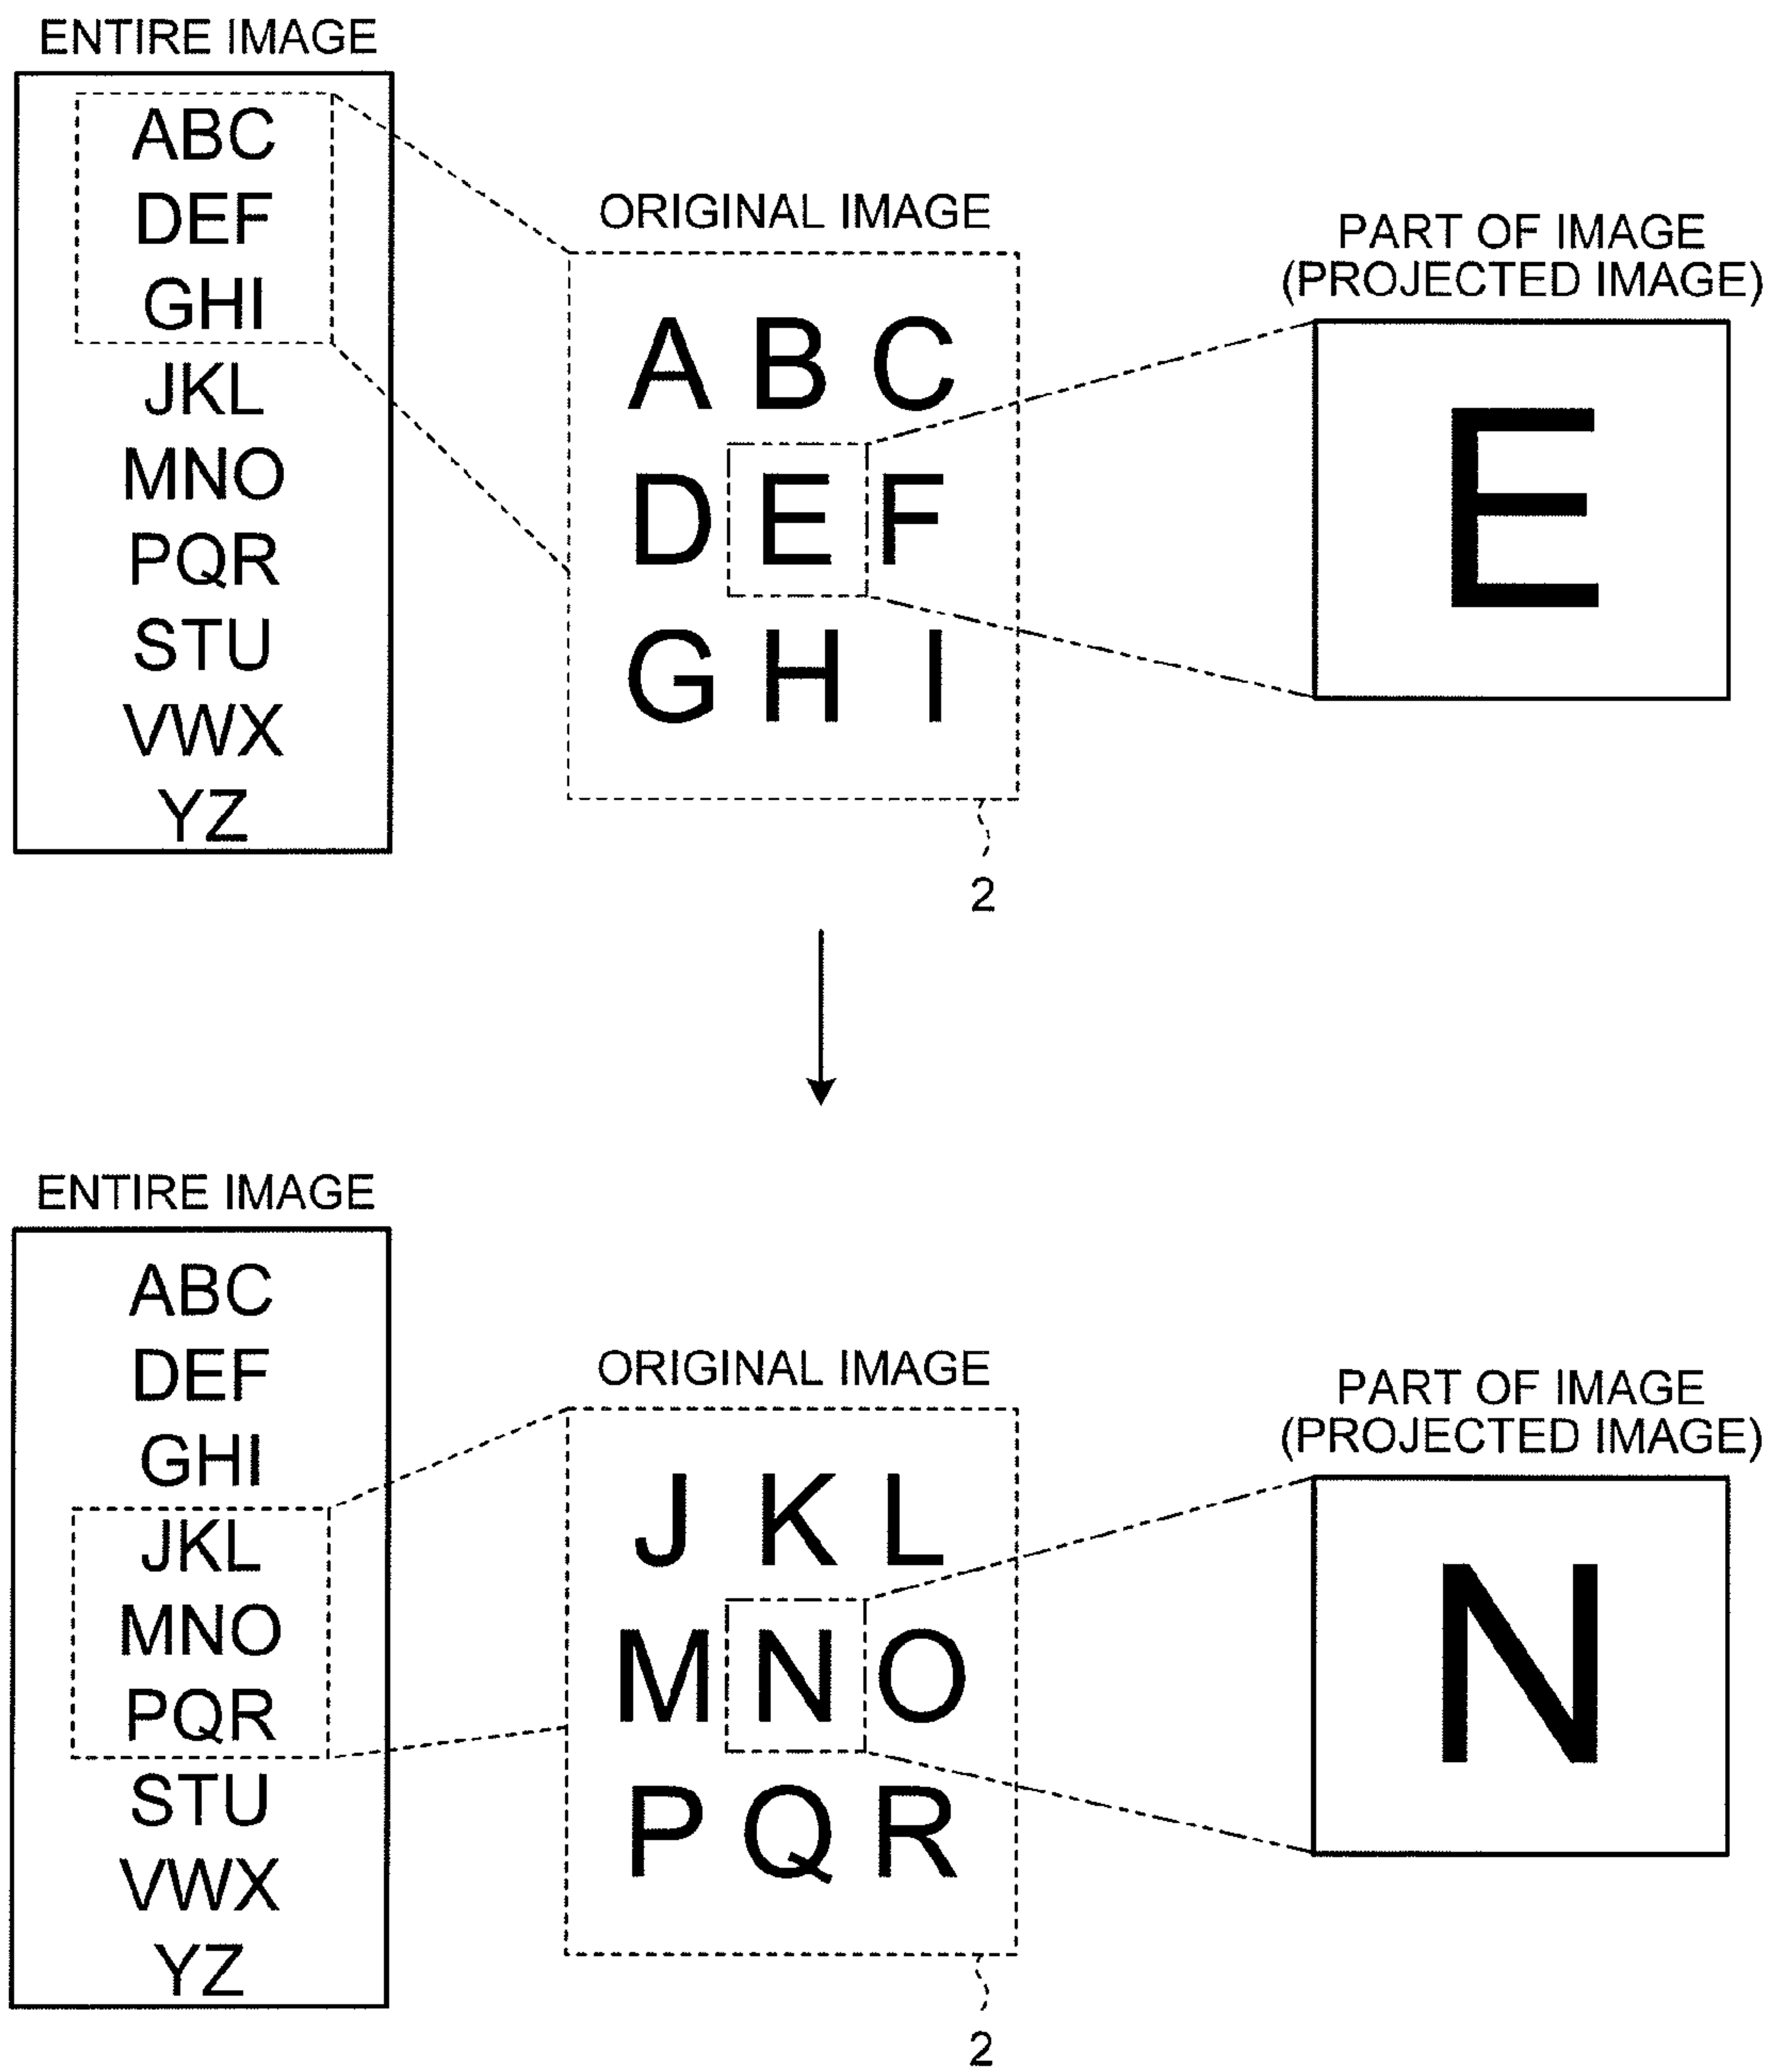 ENTIRE IMAGE
ABC
DEF
GHI
JKL
MNO
PQR
STU
VWX
YZ
ORIGINAL IMAGE
A B C
D E F
G H I
2
PART OF IMAGE
(PROJECTED IMAGE)
E
ENTIRE IMAGE
ABC
DEF
GHI
JKL
MNO
PQR
STU
VWX
YZ
ORIGINAL IMAGE
J K L
M N O
P Q R
2
PART OF IMAGE
(PROJECTED IMAGE)
N